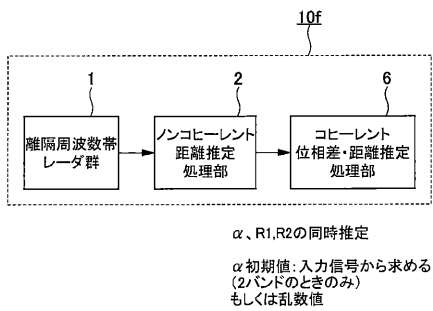 10f
1
離隔周波数帯
レーダ群
2
ノンコヒーレント
距離推定
処理部
6
コヒーレント
位相差・距離推定
処理部
α、R1,R2の同時推定
α初期値:入力信号から求める
(2バンドのときのみ)
もしくは乱数値